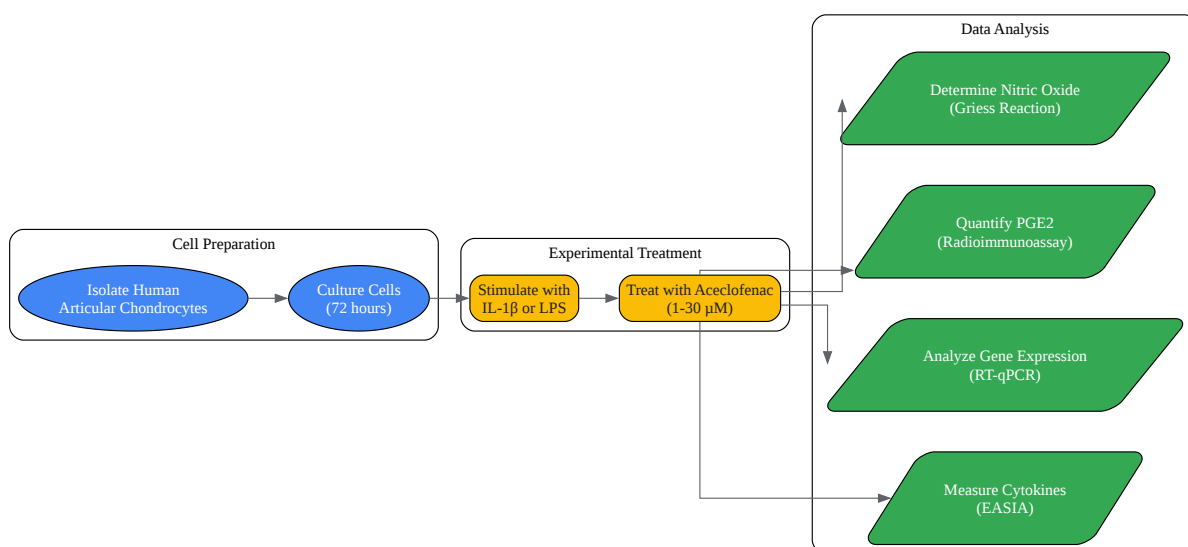 Cell Preparation
Isolate Human
Articular Chondrocytes
Culture Cells
(72 hours)
Experimental Treatment
Stimulate with
IL-1β or LPS
Treat with Aceclofenac
(1-30 µM)
Data Analysis
Determine Nitric Oxide
(Griess Reaction)
Quantify PGE2
(Radioimmunoassay)
Analyze Gene Expression
(RT-qPCR)
Measure Cytokines
(EASIA)